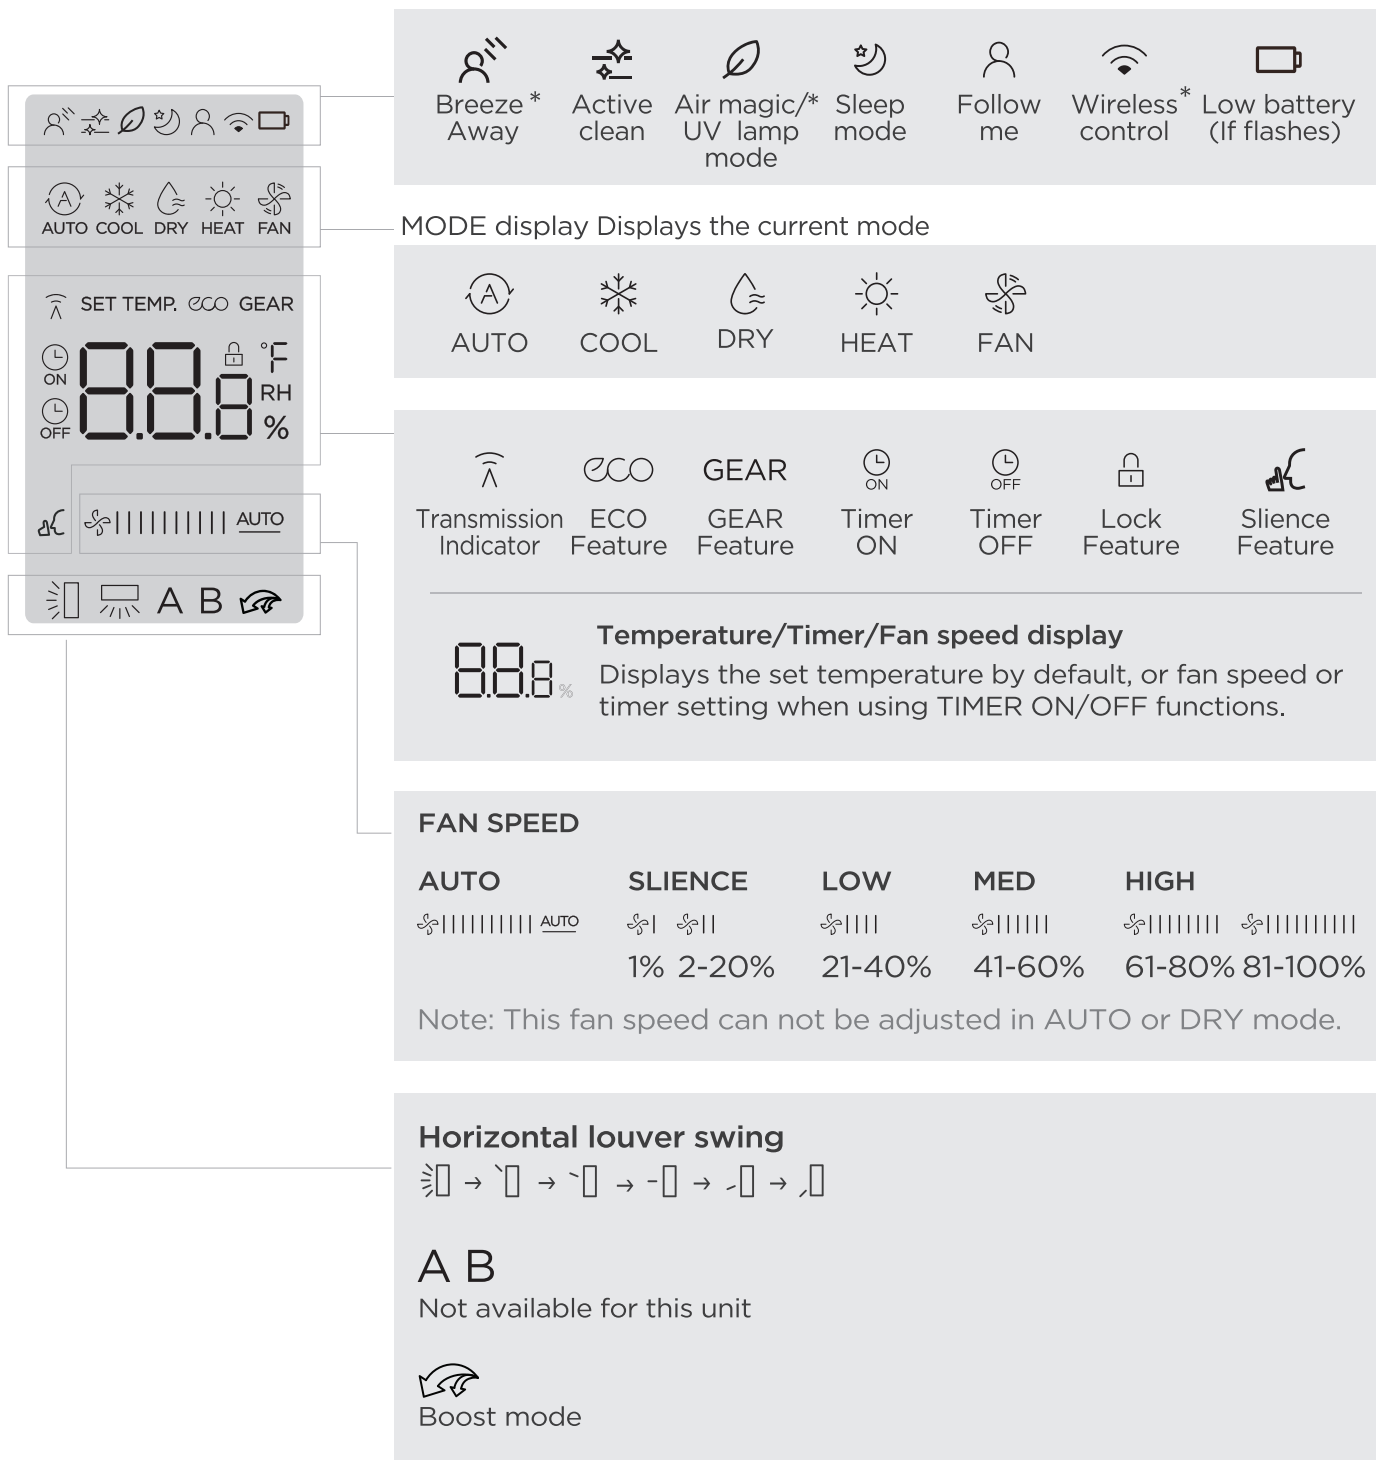 Breeze * Active Air magic/* Sleep Follow Wireless* Low battery
Away clean UV lamp mode me control (If flashes)
mode
AUTO COOL DRY HEAT FAN
MODE display Displays the current mode
AUTO COOL DRY HEAT FAN
SET TEMP. eco GEAR
ON 88.8 °F
RH
OFF %
AUTO
A B
GEAR
eco ON OFF
Transmission ECO GEAR Timer Timer Lock Slience
Indicator Feature Feature ON OFF Feature Feature
Temperature/Timer/Fan speed display
88.8 %
Displays the set temperature by default, or fan speed or
timer setting when using TIMER ON/OFF functions.
FAN SPEED
AUTO SLIENCE LOW MED HIGH
AUTO
1% 2-20% 21-40% 41-60% 61-80% 81-100%
Note: This fan speed can not be adjusted in AUTO or DRY mode.
Horizontal louver swing
A B
Not available for this unit
Boost mode